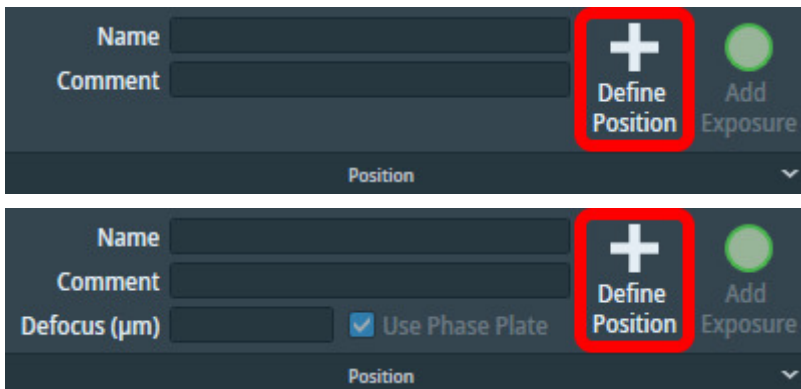 Name
Comment
Define
Position
Add
Exposure
Position
Name
Comment
Defocus (μm)
Use Phase Plate
Define
Position
Add
Exposure
Position